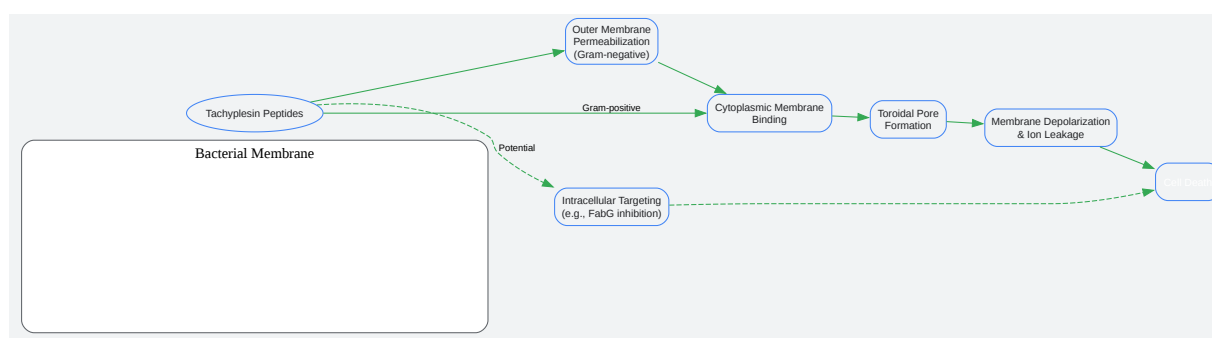 Outer Membrane
Permeabilization
(Gram-negative)
Tachyplesin Peptides
Gram-positive
Cytoplasmic Membrane
Binding
Toroidal Pore
Formation
Membrane Depolarization
& Ion Leakage
Bacterial Membrane
Potential
Intracellular Targeting
(e.g., FabG inhibition)
Cell